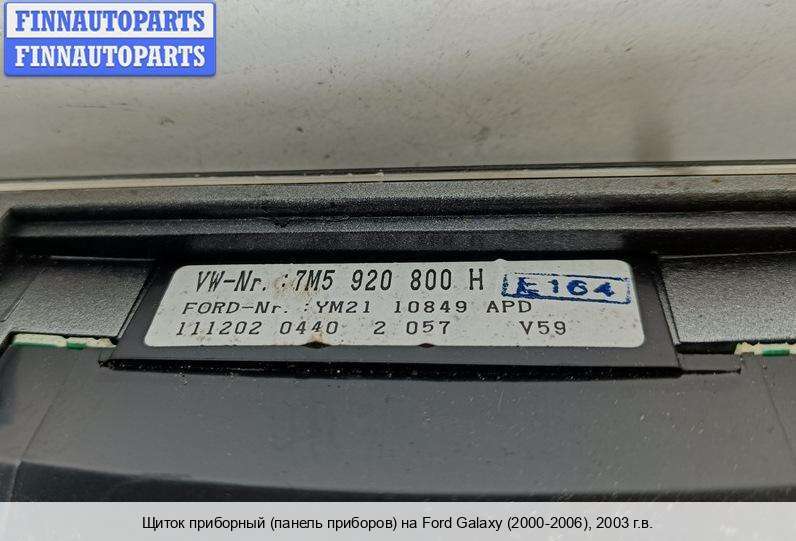 FINNAUTOPARTS
FINNAUTOPARTS
VW-Nr. :7M5 920 800 H
E164
FORD-Nr. :YM21 10849 APD
111202 0440 2 057 V59
Щиток приборный (панель приборов) на Ford Galaxy (2000-2006), 2003 г.в.